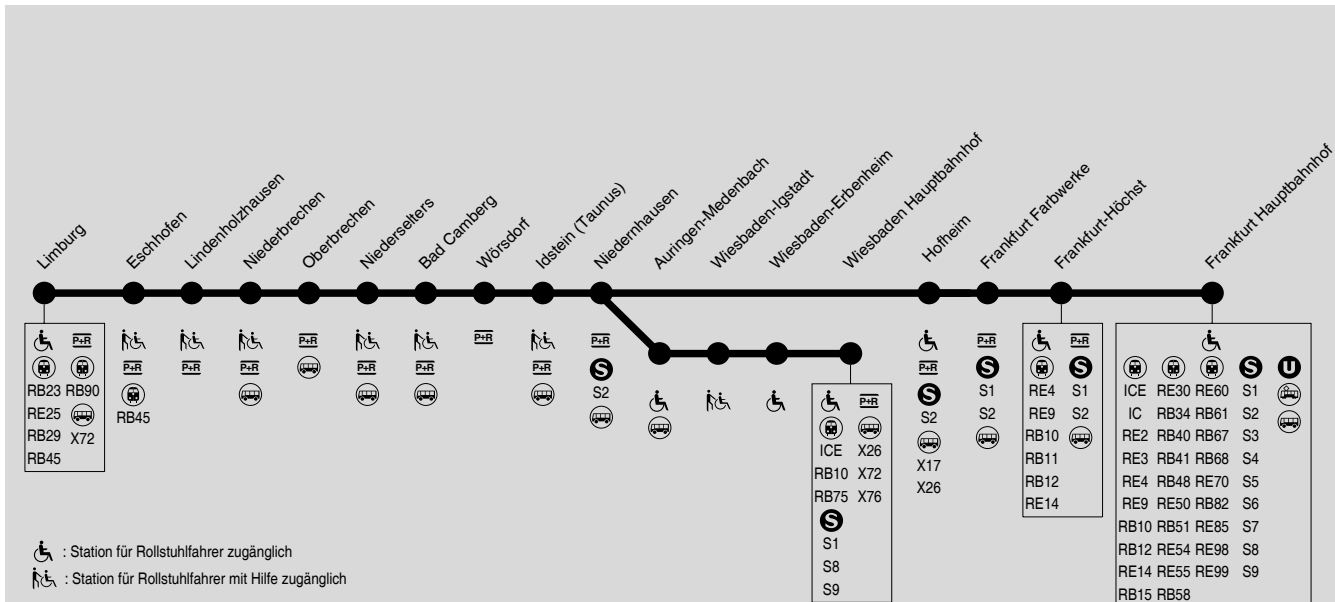 Limburg
Eschhofen
Lindenholzhausen
Niederbrechen
Oberbrechen
Niederselters
Bad Camberg
Wörsdorf
Idstein (Taunus)
Niedernhausen
Auringen-Medenbach
Wiesbaden-Igstadt
Wiesbaden-Erbenheim
Wiesbaden Hauptbahnhof
Hofheim
Frankfurt Farbwerke
Frankfurt-Höchst
Frankfurt Hauptbahnhof
P+R
RB23 RB90
RE25
RB29 X72
RB45
P+R
RB45
P+R
P+R
P+R
P+R
P+R
P+R
P+R
P+R
S
S2
P+R
ICE X26
RB10 X72
RB75 X76
S
S1
S8
S9
P+R
S
S2
X17
X26
P+R
S
S1
S2
P+R
S
RE4 S1
RE9 S2
RB10
RB11
RB12
RE14
S U
ICE RE30 RE60 S1
IC RB34 RB61 S2
RE2 RB40 RB67 S3
RE3 RB41 RB68 S4
RE4 RB48 RE70 S5
RE9 RE50 RB82 S6
RB10 RB51 RE85 S7
RB12 RE54 RE98 S8
RE14 RE55 RE99 S9
RB15 RB58
: Station für Rollstuhlfahrer zugänglich
: Station für Rollstuhlfahrer mit Hilfe zugänglich